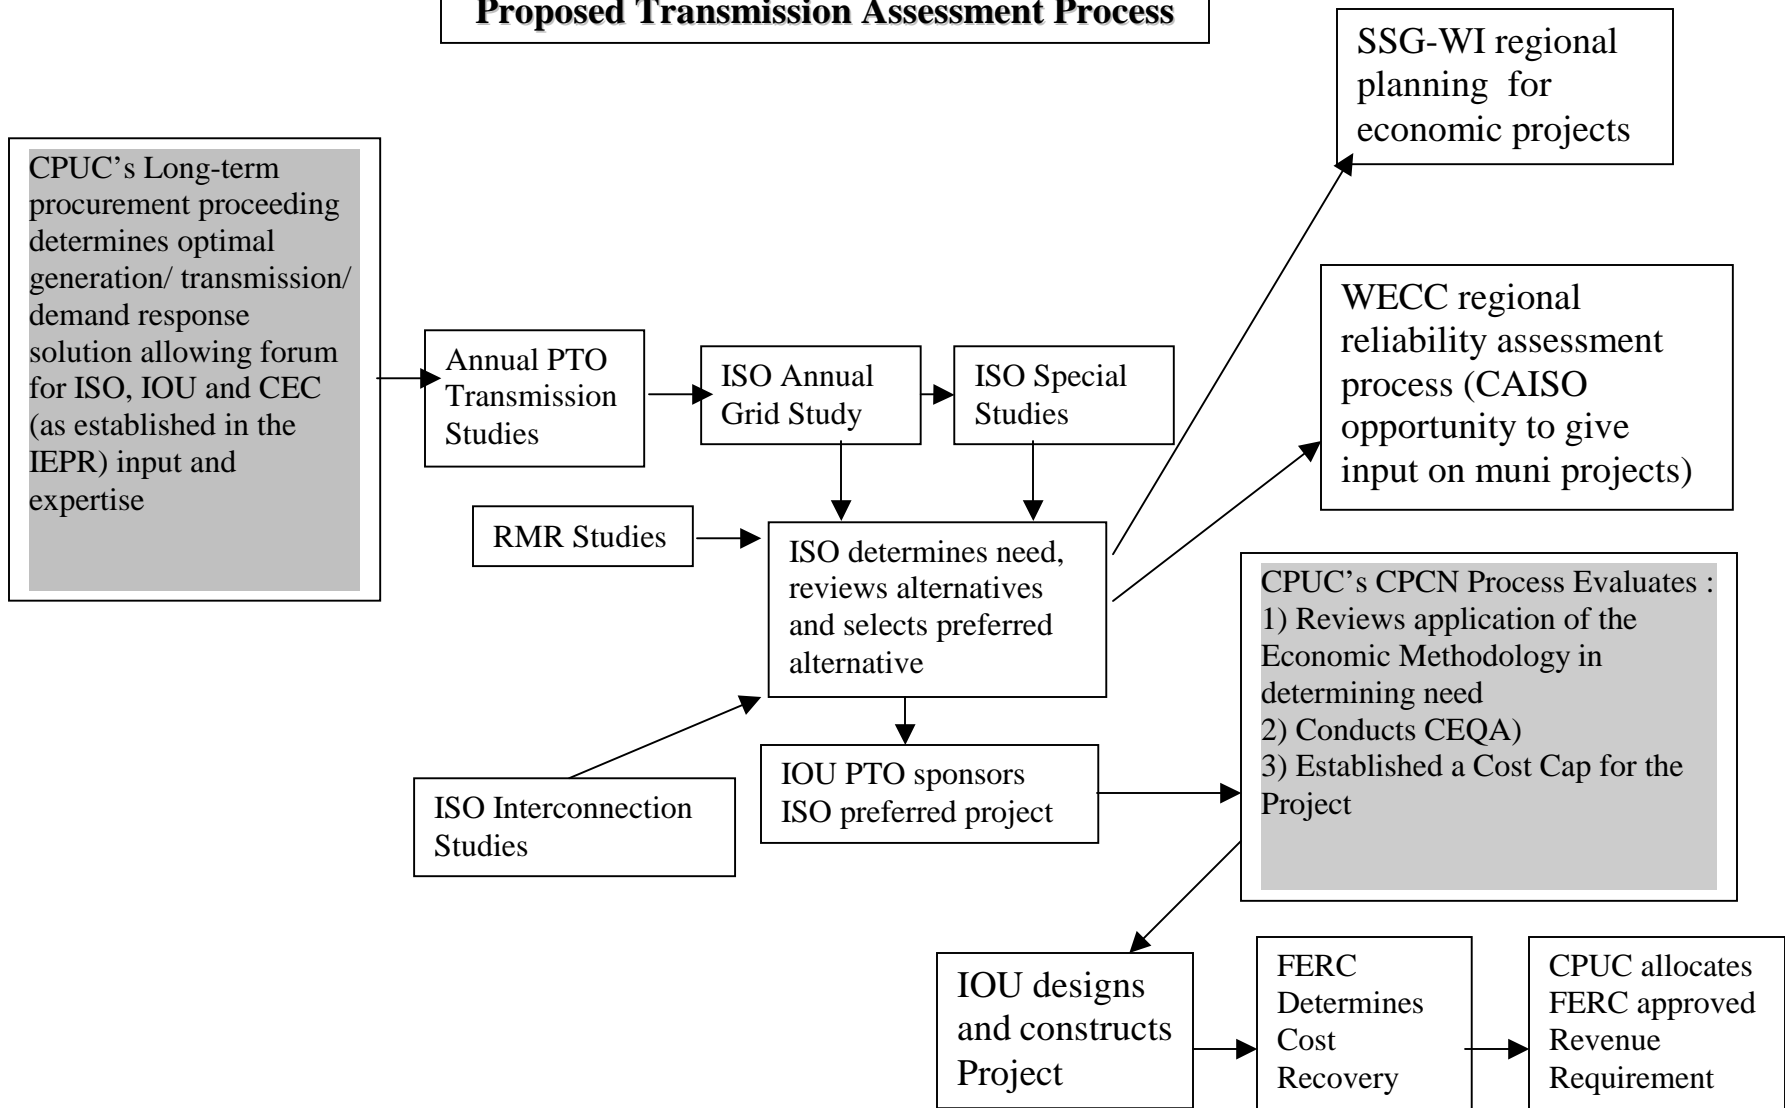 Proposed Transmission Assessment Process
SSG-WI regional
planning for
economic projects
CPUC’s Long-term
procurement proceeding
determines optimal
generation/ transmission/
demand response
solution allowing forum
for ISO, IOU and CEC
(as established in the
IEPR) input and
expertise
WECC regional
reliability assessment
process (CAISO
opportunity to give
input on muni projects)
Annual PTO
Transmission
Studies
ISO Annual
Grid Study
ISO Special
Studies
RMR Studies
ISO determines need,
reviews alternatives
and selects preferred
alternative
CPUC’s CPCN Process Evaluates :
1) Reviews application of the
Economic Methodology in
determining need
2) Conducts CEQA)
3) Established a Cost Cap for the
Project
ISO Interconnection
Studies
IOU PTO sponsors
ISO preferred project
IOU designs
and constructs
Project
FERC
Determines
Cost
Recovery
CPUC allocates
FERC approved
Revenue
Requirement